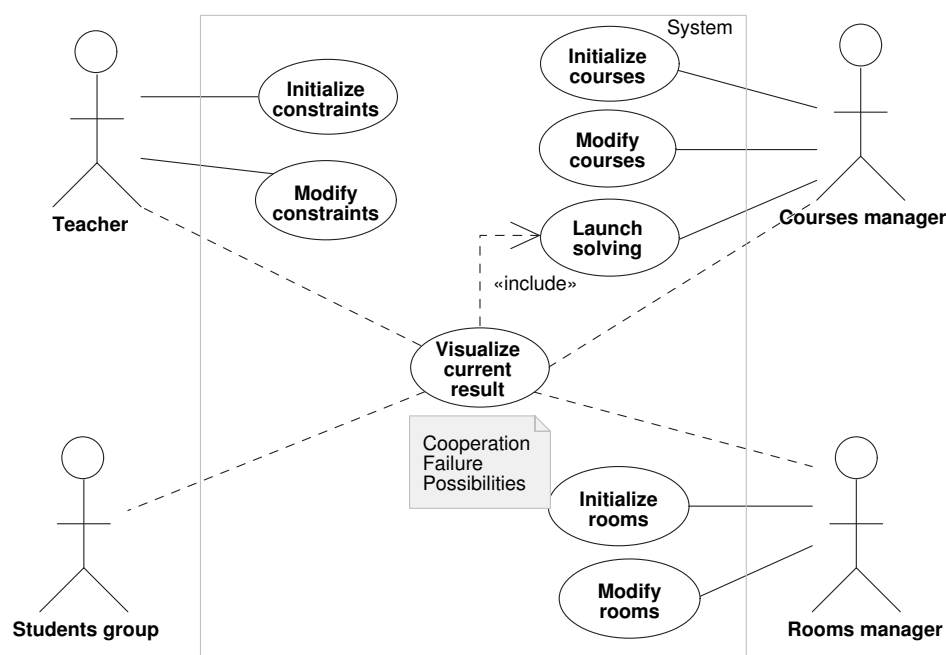 System
Initialize
courses
Initialize
constraints
Modify
courses
Modify
constraints
Teacher
Launch
solving
Courses manager
«include»
Visualize
current
result
Cooperation
Failure
Possibilities
Initialize
rooms
Modify
rooms
Students group
Rooms manager